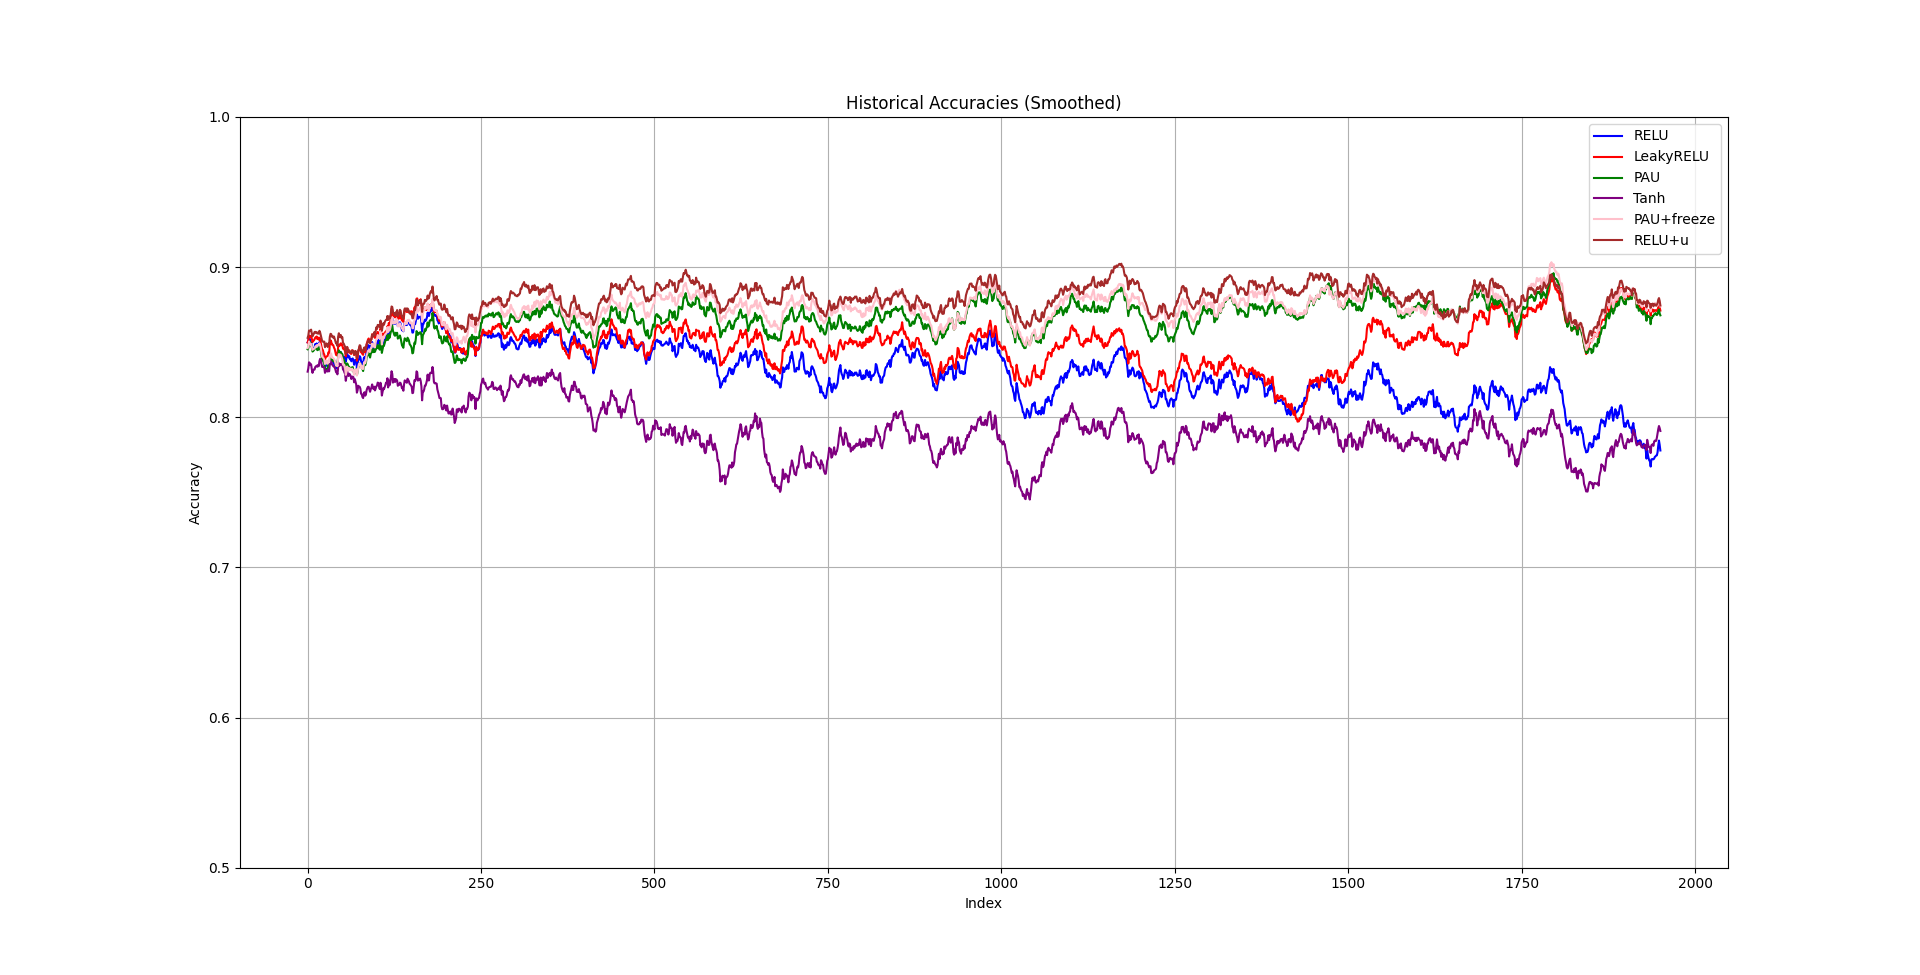 Historical Accuracies (Smoothed)
1.0
0.9
0.8
0.7
0.6
0.5
Accuracy
RELU
LeakyRELU
PAU
Tanh
PAU+freeze
RELU+u
0
250
500
750
1000
1250
1500
1750
2000
Index